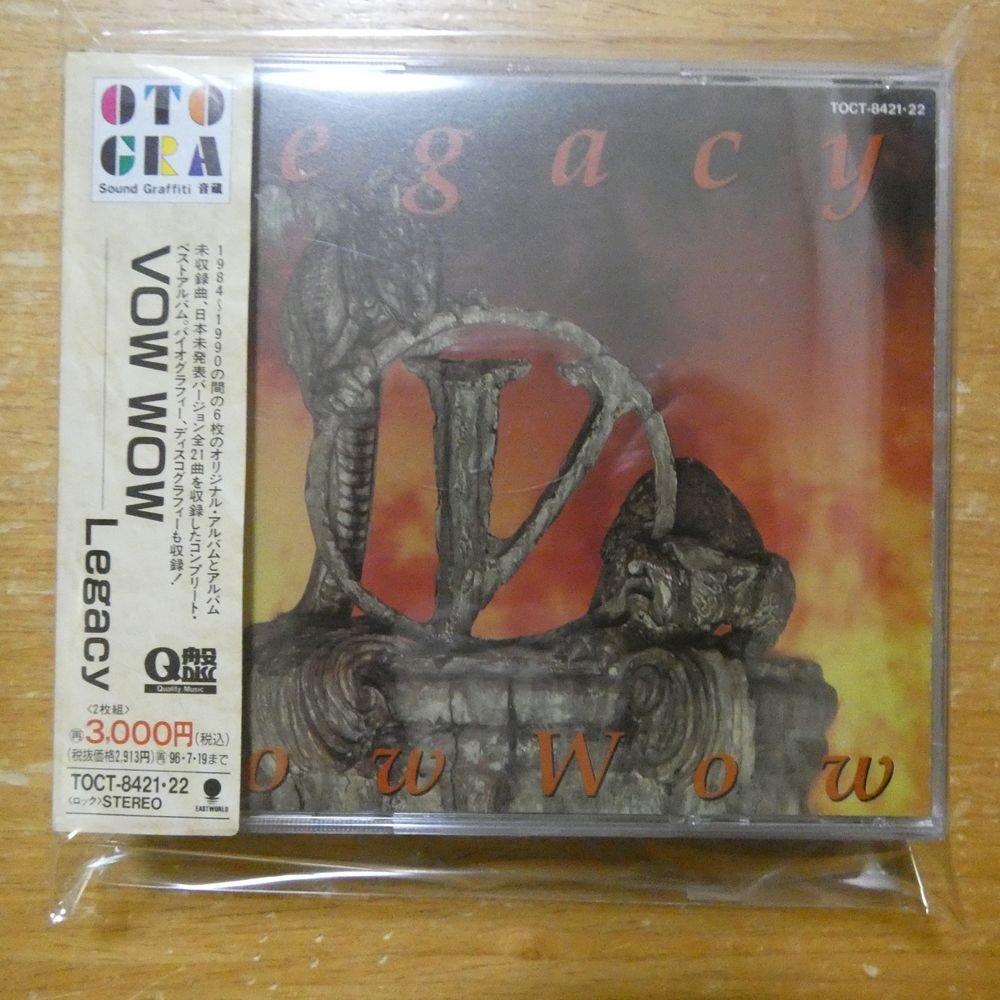 OTO
GRA
Sound Graffiti 音蔵
1984〜1990の間の6枚のオリジナル・アルバムとアルバム
未収録曲、日本未発表バージョン全21曲を収録したコンプリート・
ベストアルバム。バイオグラフィー、ディスコグラフィーも収録!
VOW WOW
Legacy
Q盤
DISC
Quality Music
〈2枚組〉
再3,000円(税込)
(税抜価格2,913円)再96・7・19まで
TOCT-8421・22
〈ロック〉STEREO
EASTWORLD
TOCT-8421・22
egacy
ow Wow